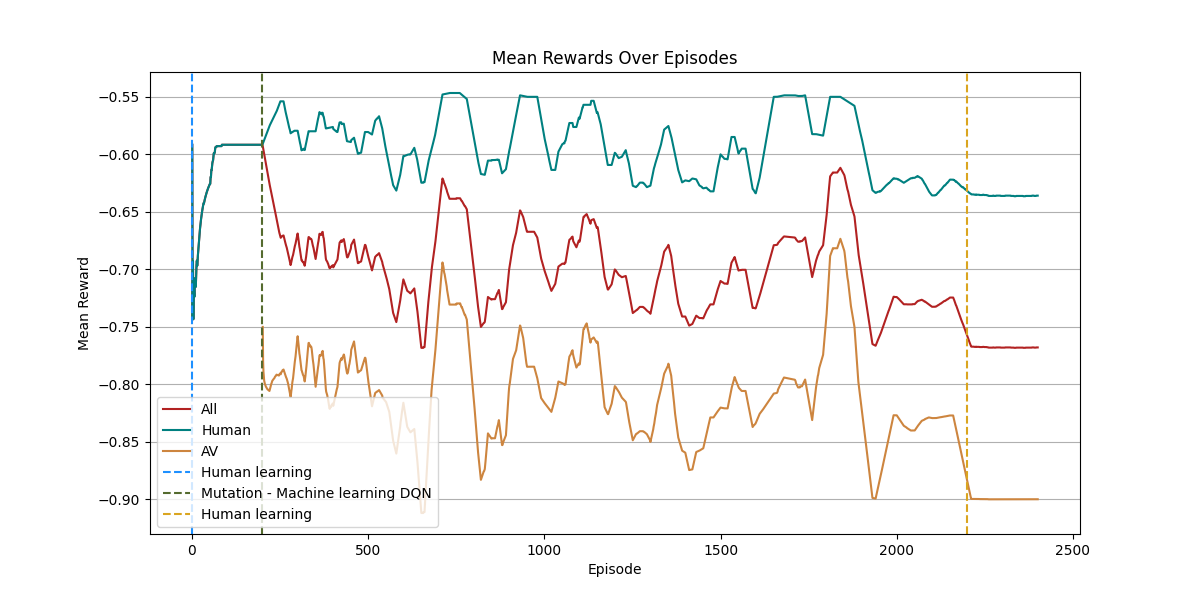 Mean Rewards Over Episodes
Mean Reward
−0.55
−0.60
−0.65
−0.70
−0.75
−0.80
−0.85
−0.90
All
Human
AV
Human learning
Mutation - Machine learning DQN
Human learning
0
500
1000
1500
2000
2500
Episode